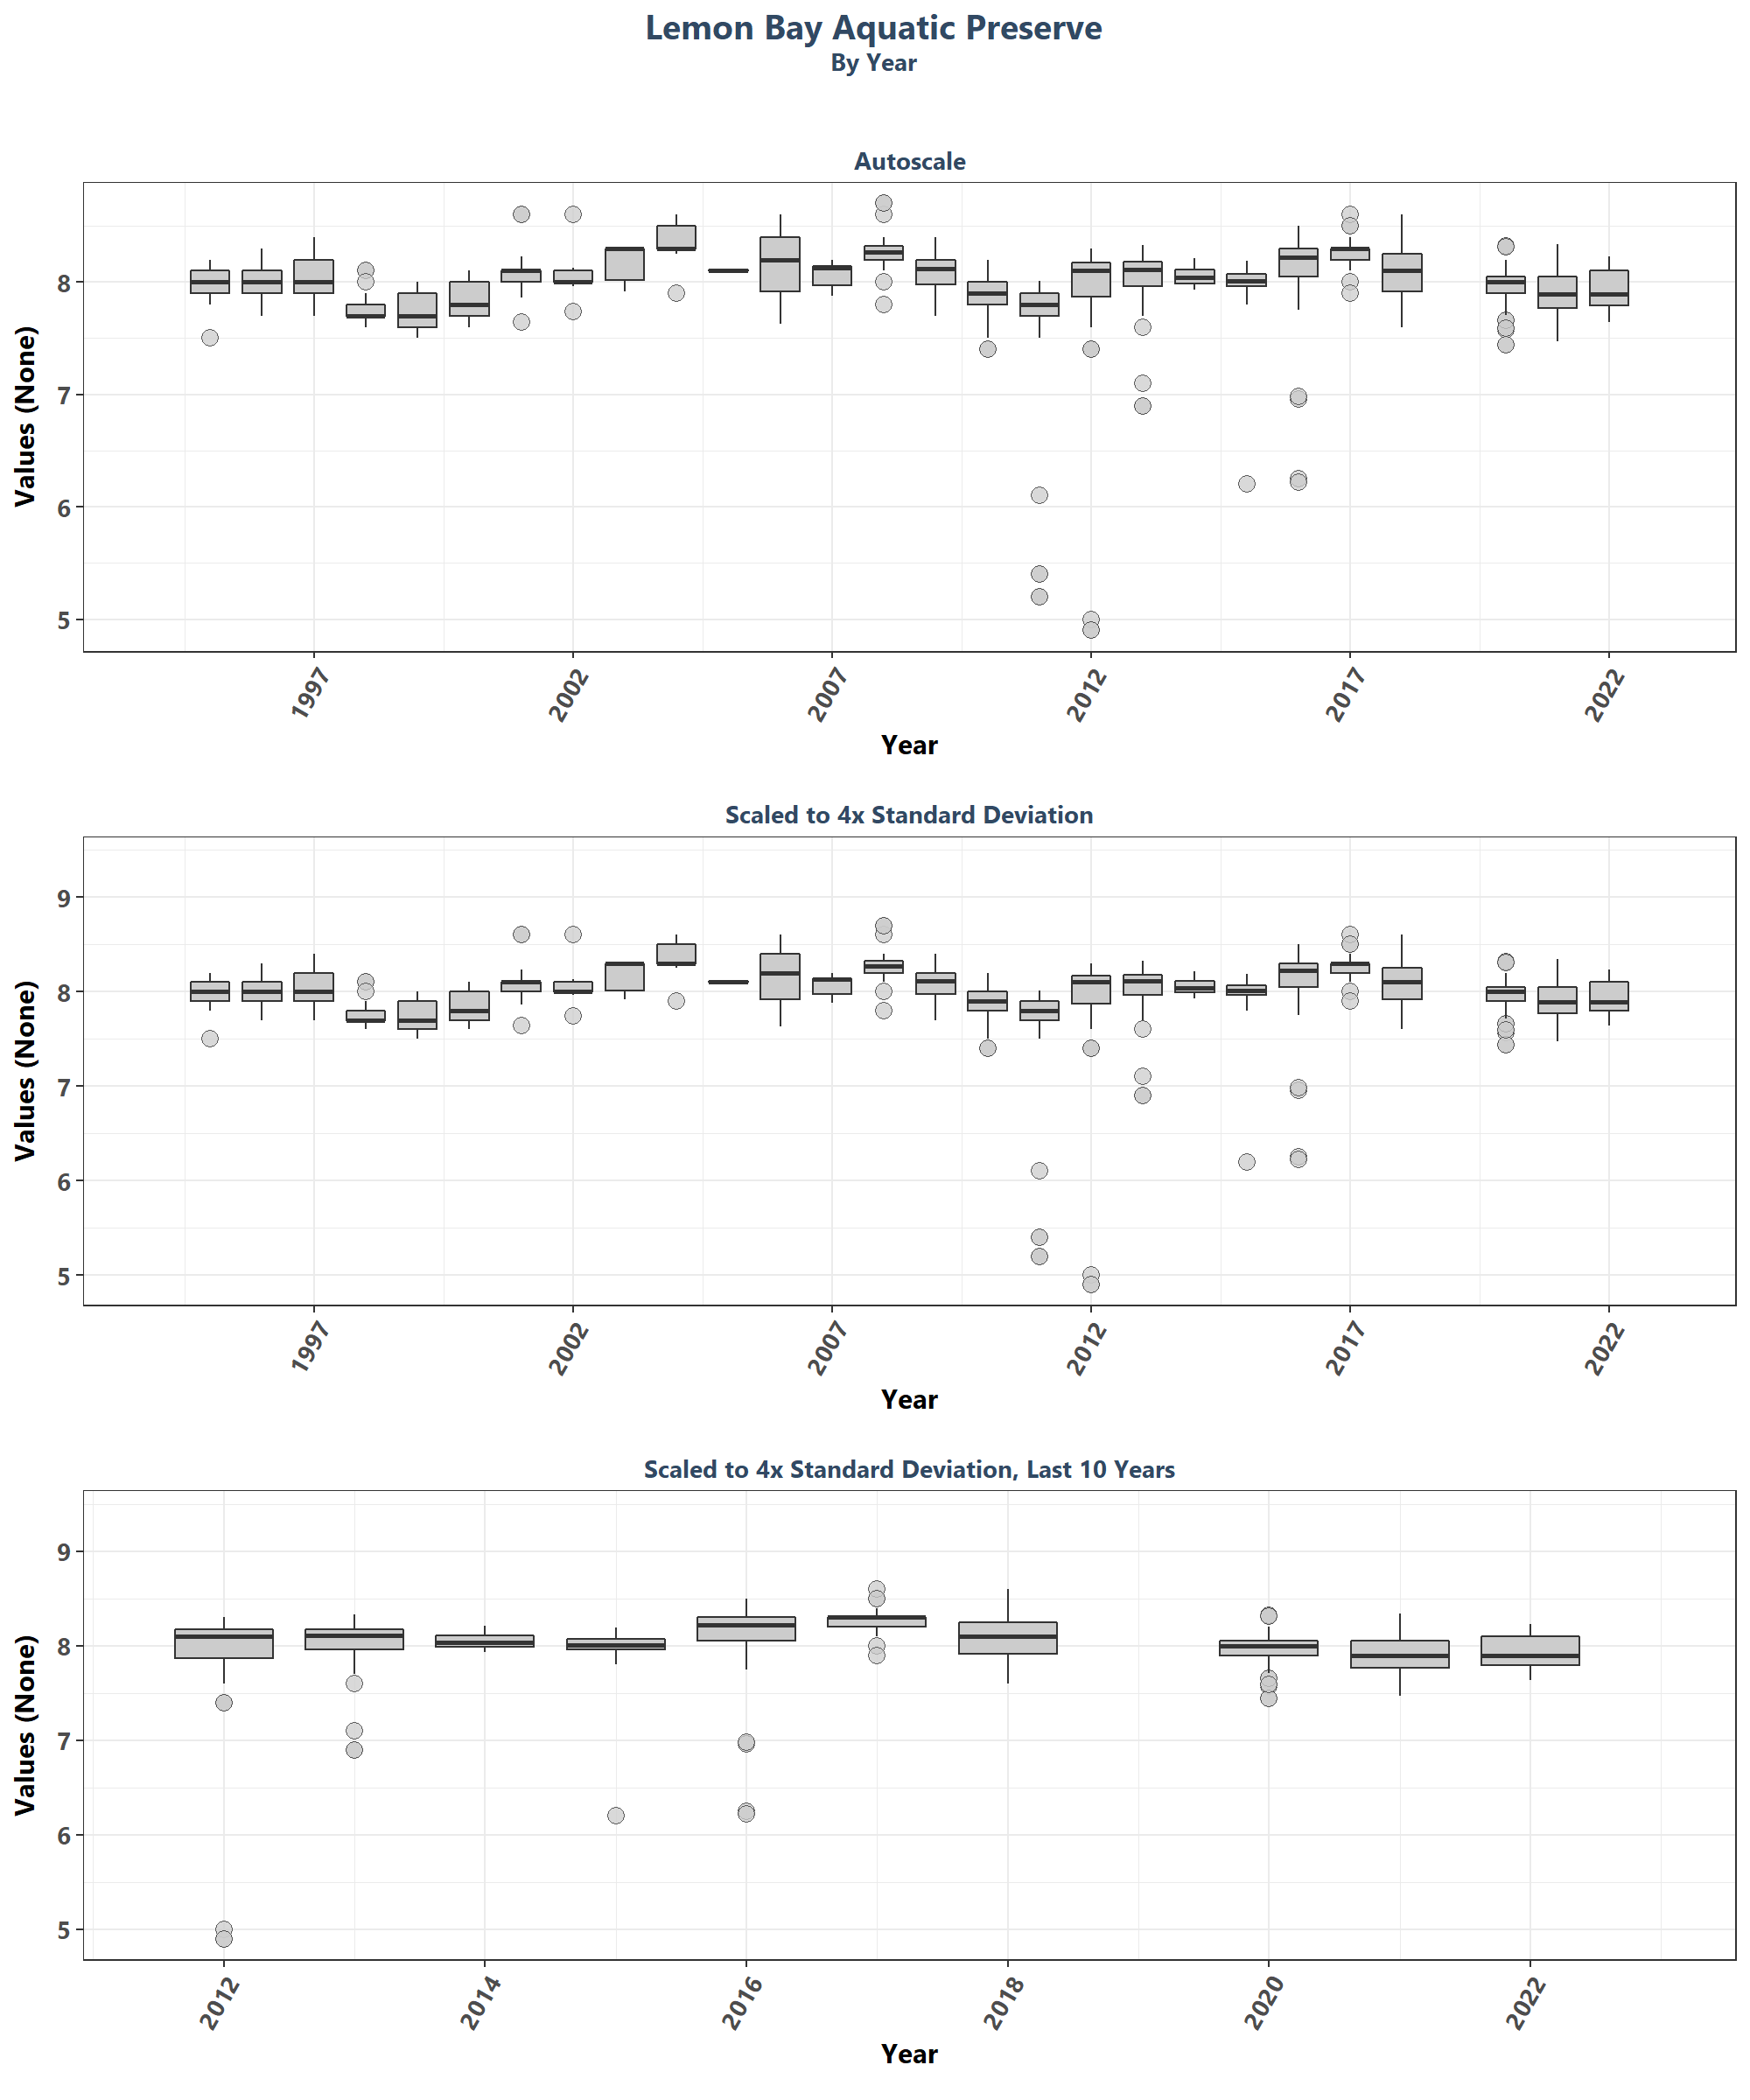 Lemon Bay Aquatic Preserve
By Year
Autoscale
Values (None)
8
7
6
5
1997
2002
2007
2012
2017
2022
Year
Scaled to 4x Standard Deviation
Values (None)
9
8
7
6
5
1997
2002
2007
2012
2017
2022
Year
Scaled to 4x Standard Deviation, Last 10 Years
Values (None)
9
8
7
6
5
2012
2014
2016
2018
2020
2022
Year